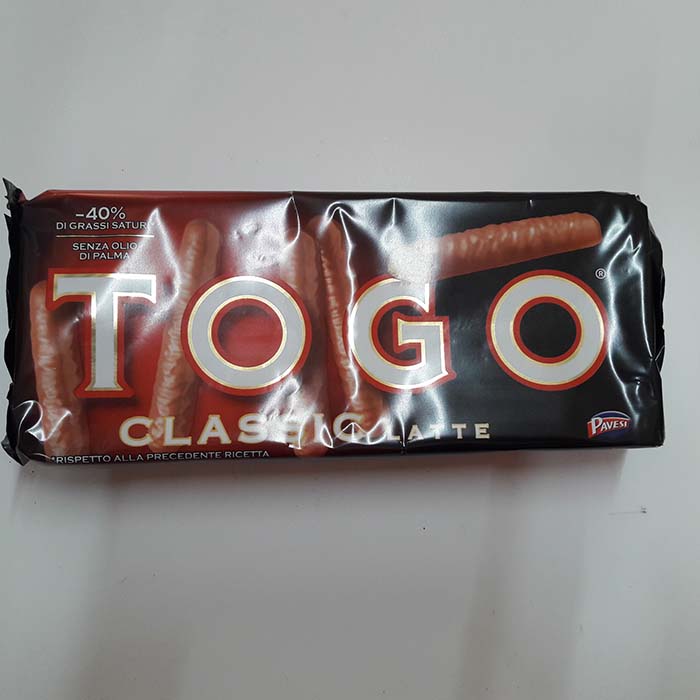 -40%
DI GRASSI SATURI*
SENZA OLIO
DI PALMA
TOGO®
CLASSIC LATTE
PAVESI
*RISPETTO ALLA PRECEDENTE RICETTA